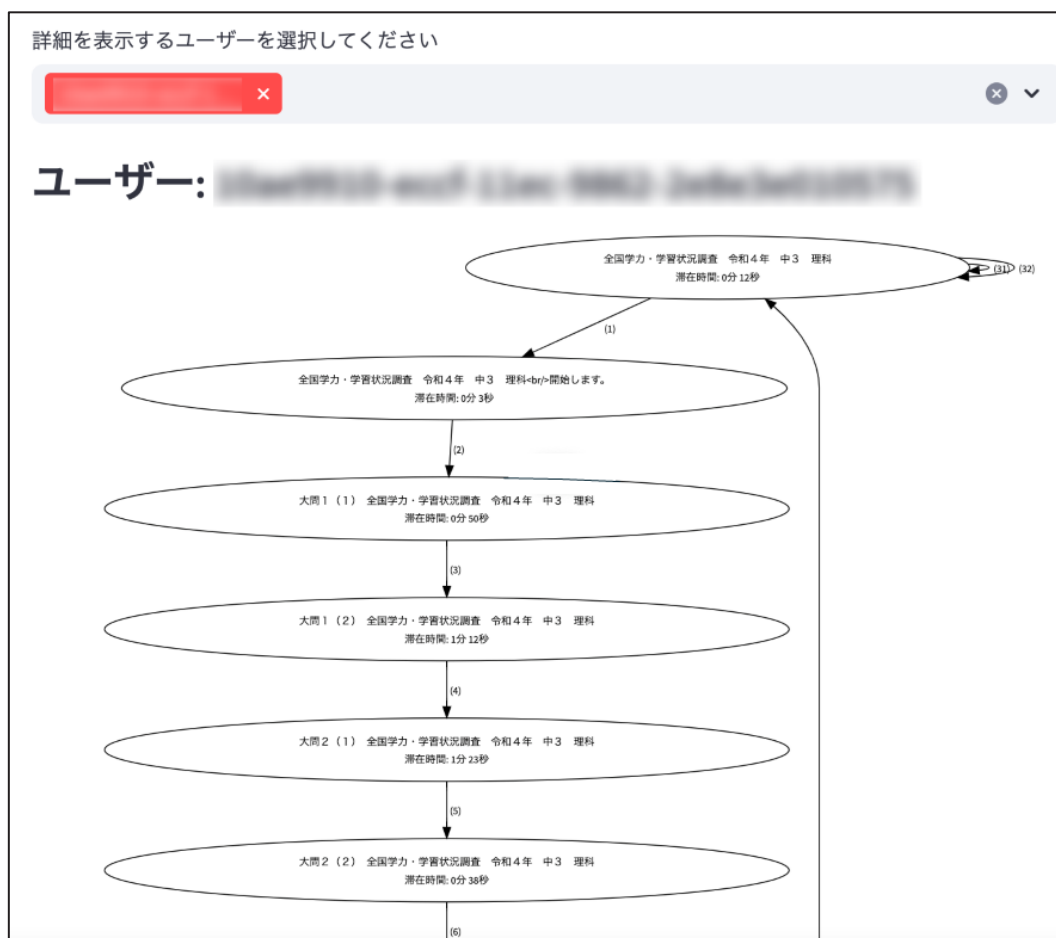 詳細を表示するユーザーを選択してください
ユーザー:
全国学力・学習状況調査　令和４年　中３　理科
滞在時間: 0分 12秒
(31) (32)
(1)
全国学力・学習状況調査　令和４年　中３　理科<br/>開始します。
滞在時間: 0分 3秒
(2)
大問１（１）　全国学力・学習状況調査　令和４年　中３　理科
滞在時間: 0分 50秒
(3)
大問１（２）　全国学力・学習状況調査　令和４年　中３　理科
滞在時間: 1分 12秒
(4)
大問２（１）　全国学力・学習状況調査　令和４年　中３　理科
滞在時間: 1分 23秒
(5)
大問２（２）　全国学力・学習状況調査　令和４年　中３　理科
滞在時間: 0分 38秒
(6)